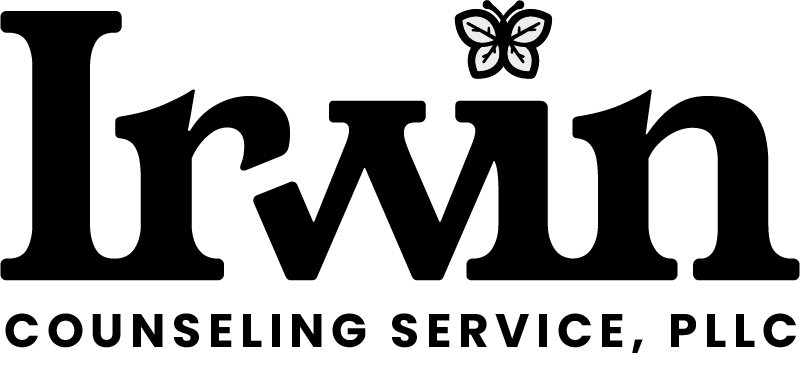 Irwin
COUNSELING SERVICE, PLLC